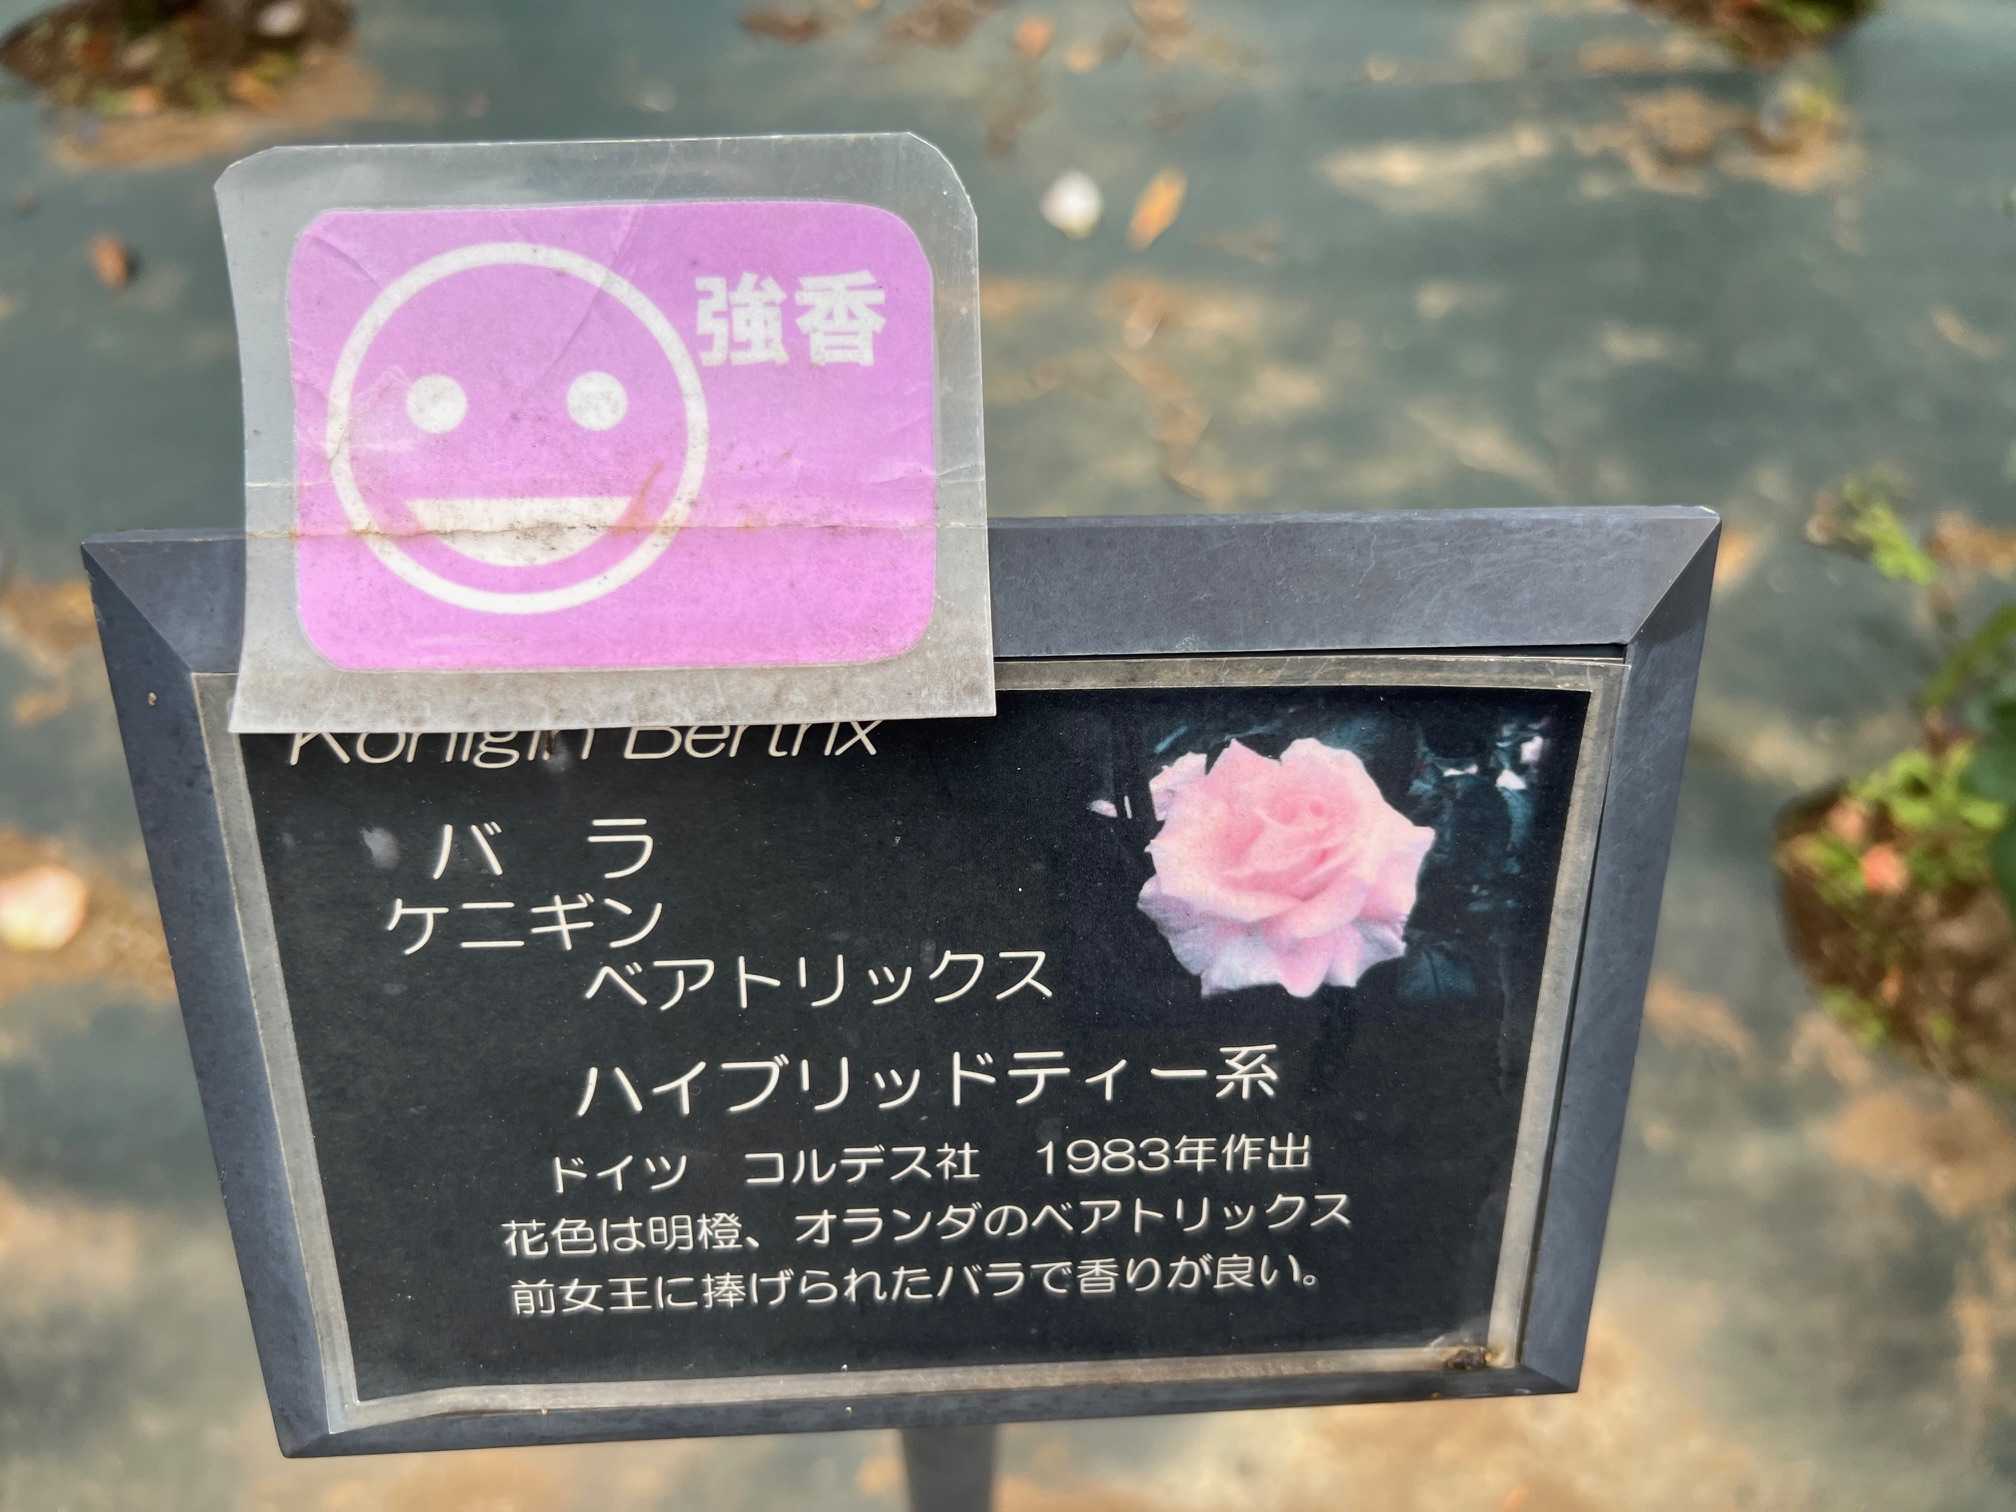 強香
Königin Bertrix
バ ラ
ケニギン
ベアトリックス
ハイブリッドティー系
ドイツ コルデス社 1983年作出
花色は明橙、オランダのベアトリックス
前女王に捧げられたバラで香りが良い。